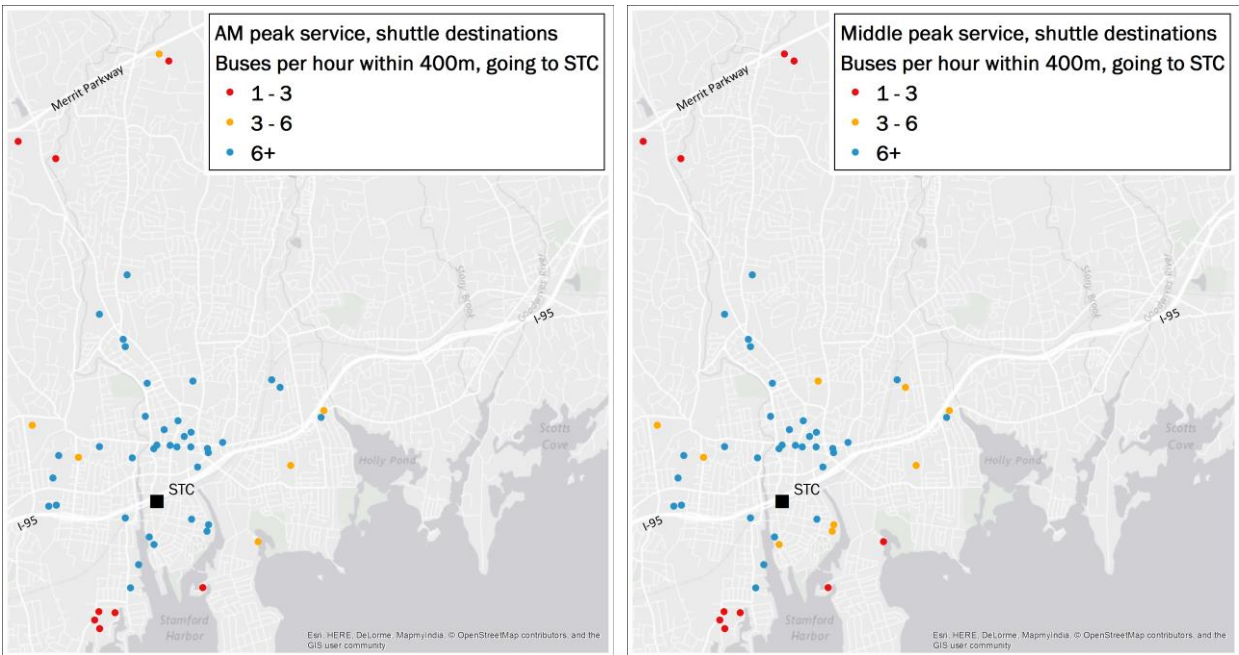 AM peak service, shuttle destinations
Buses per hour within 400m, going to STC
1 - 3
3 - 6
6+
Merrit Parkway
Stony Brook
I-95
Scotts
Cove
Holly Pond
STC
I-95
Stamford
Harbor
Esri, HERE, DeLorme, MapmyIndia, © OpenStreetMap contributors, and the
GIS user community
Middle peak service, shuttle destinations
Buses per hour within 400m, going to STC
1 - 3
3 - 6
6+
Merrit Parkway
Stony Brook
I-95
Scotts
Cove
Holly Pond
STC
I-95
Stamford
Harbor
Esri, HERE, DeLorme, MapmyIndia, © OpenStreetMap contributors, and the
GIS user community